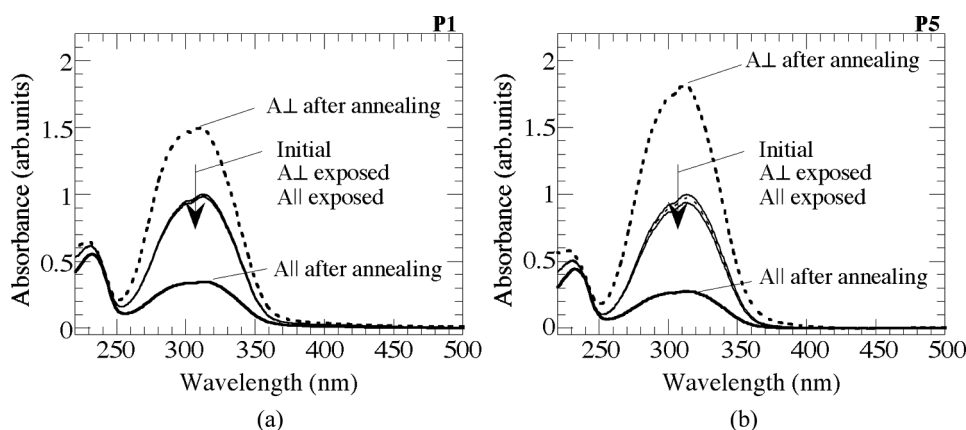 P1
Absorbance (arb.units)
2
1.5
1
0.5
0
A⊥ after annealing
Initial
A⊥ exposed
A|| exposed
A|| after annealing
250 300 350 400 450 500
Wavelength (nm)
(a)
P5
Absorbance (arb.units)
2
1.5
1
0.5
0
A⊥ after annealing
Initial
A⊥ exposed
A|| exposed
A|| after annealing
250 300 350 400 450 500
Wavelength (nm)
(b)